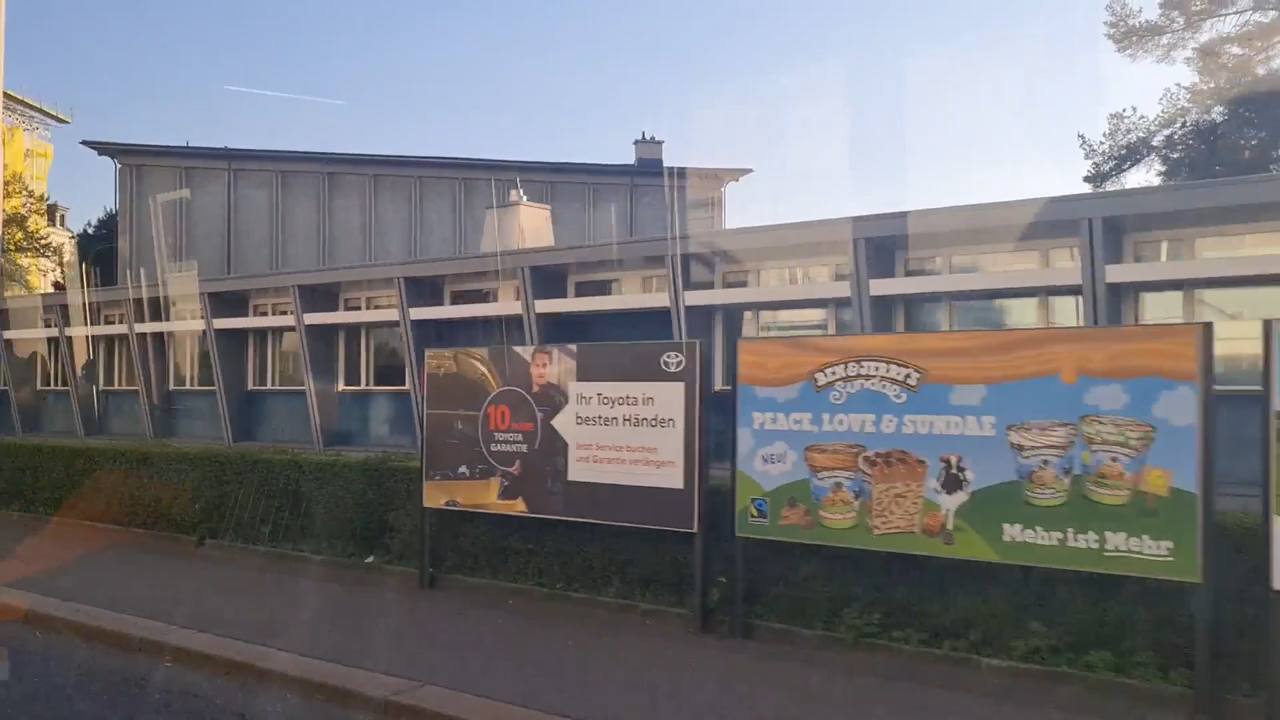 10 JAHRE
TOYOTA
GARANTIE
Ihr Toyota in
besten Händen
Jetzt Service buchen
und Garantie verlängern.
BEN & JERRY'S
Sundae
PEACE, LOVE & SUNDAE
NEU!
Mehr ist Mehr